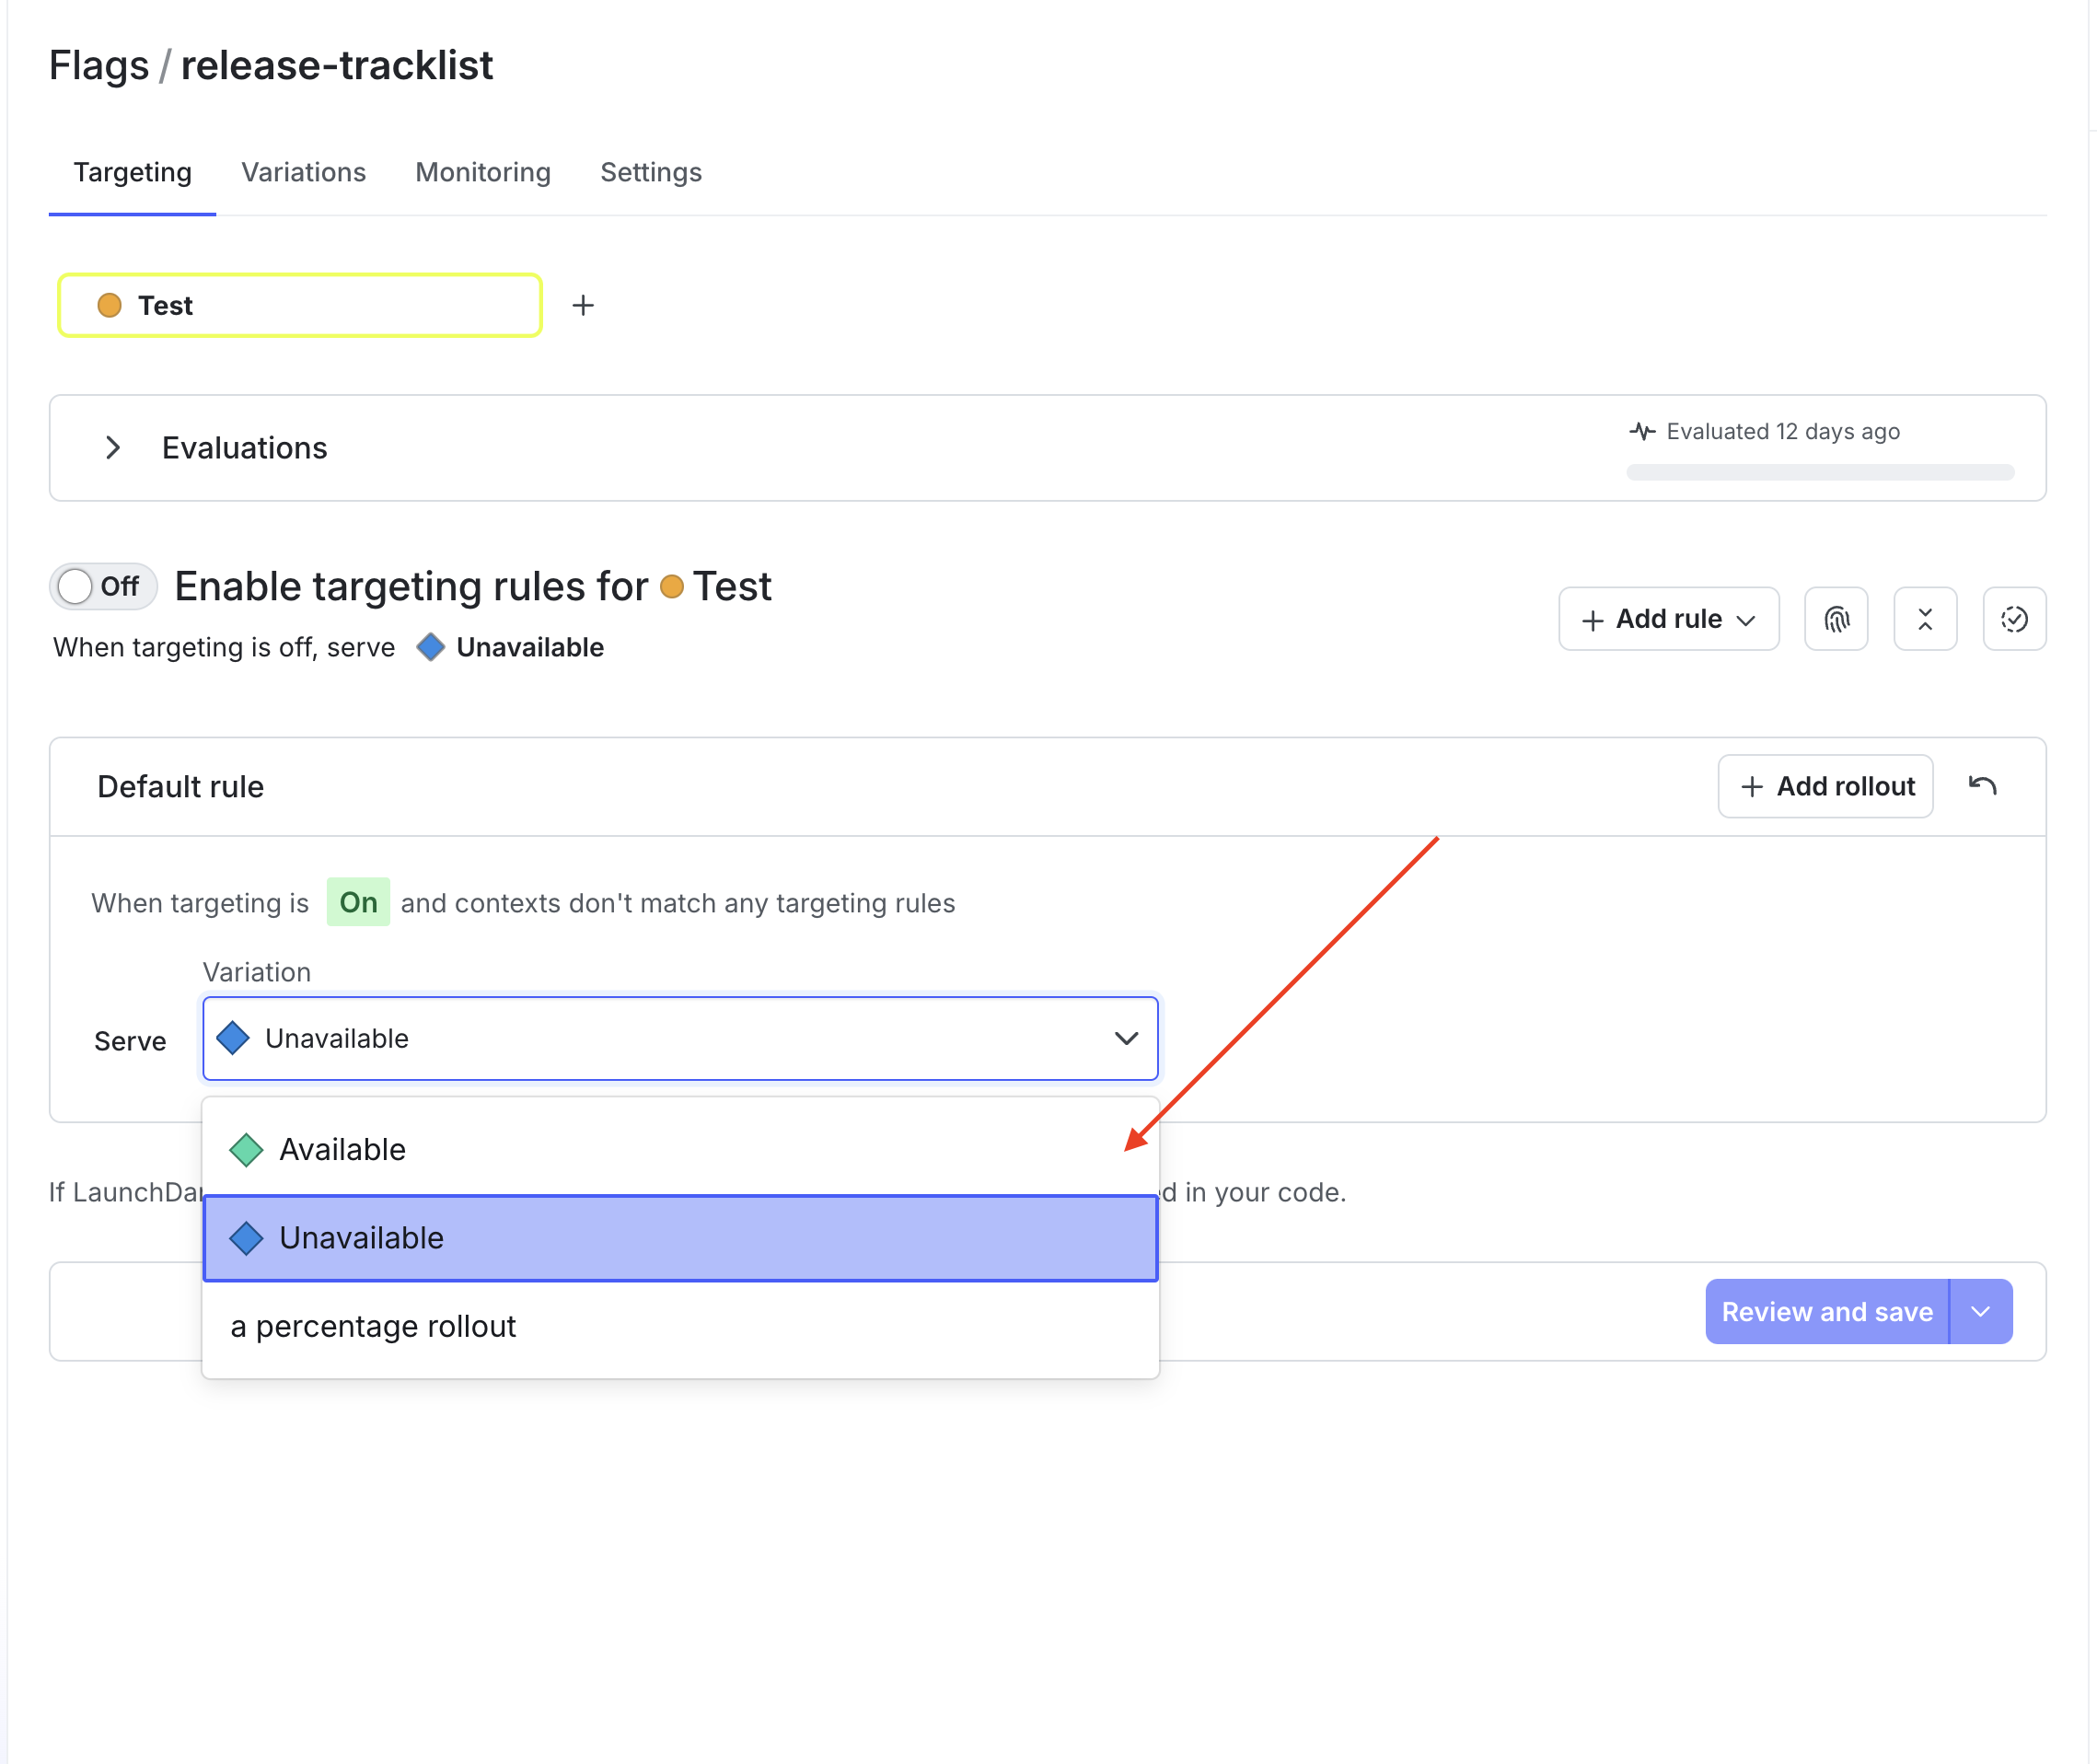 Flags / release-tracklist
Targeting Variations Monitoring Settings
Test
Evaluations
Evaluated 12 days ago
Off Enable targeting rules for Test
When targeting is off, serve Unavailable
Add rule
Default rule
Add rollout
When targeting is On and contexts don't match any targeting rules
Variation
Serve Unavailable
Available
If LaunchDar
d in your code.
Unavailable
a percentage rollout
Review and save